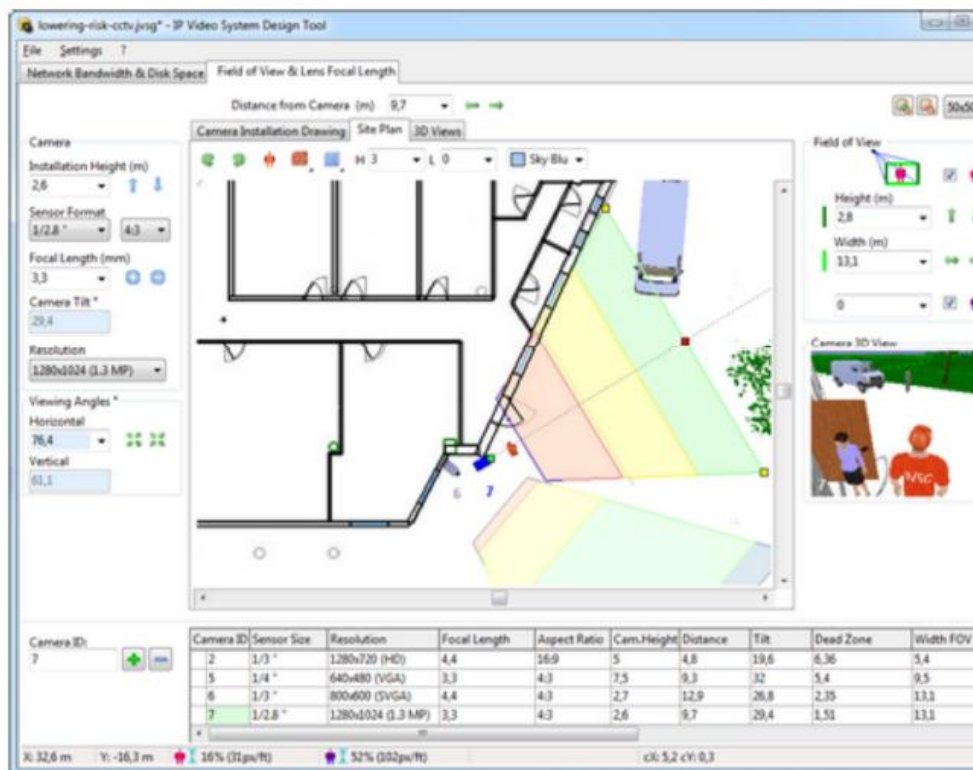 lowering-risk-cctv.jvsg* - IP Video System Design Tool
File Settings ?
Network Bandwidth & Disk Space Field of View & Lens Focal Length
Distance from Camera (m) 9,7
50x50
Camera Installation Drawing Site Plan 3D Views
H 3 L 0 Sky Blu
Camera
Installation Height (m)
2,6
Sensor Format
1/2.8 " 4:3
Focal Length (mm)
3,3
Camera Tilt °
29,4
Resolution
1280x1024 (1.3 MP)
Viewing Angles °
Horizontal
76,4
Vertical
61,1
6 7
Field of View
Height (m)
2,8
Width (m)
13,1
0
Camera 3D View
Camera ID:
7
Camera ID Sensor Size Resolution Focal Length Aspect Ratio Cam.Height Distance Tilt Dead Zone Width FOV
2 1/3 " 1280x720 (HD) 4,4 16:9 5 4,8 19,6 6,36 5,4
5 1/4 " 640x480 (VGA) 3,3 4:3 7,5 9,3 32 5,4 9,5
6 1/3 " 800x600 (SVGA) 4,4 4:3 2,7 12,9 26,8 2,35 13,1
7 1/2.8 " 1280x1024 (1.3 MP) 3,3 4:3 2,6 9,7 29,4 1,51 13,1
X: 32,6 m Y: -16,3 m 16% (31px/ft) 52% (102px/ft) cX: 5,2 cY: 0,3